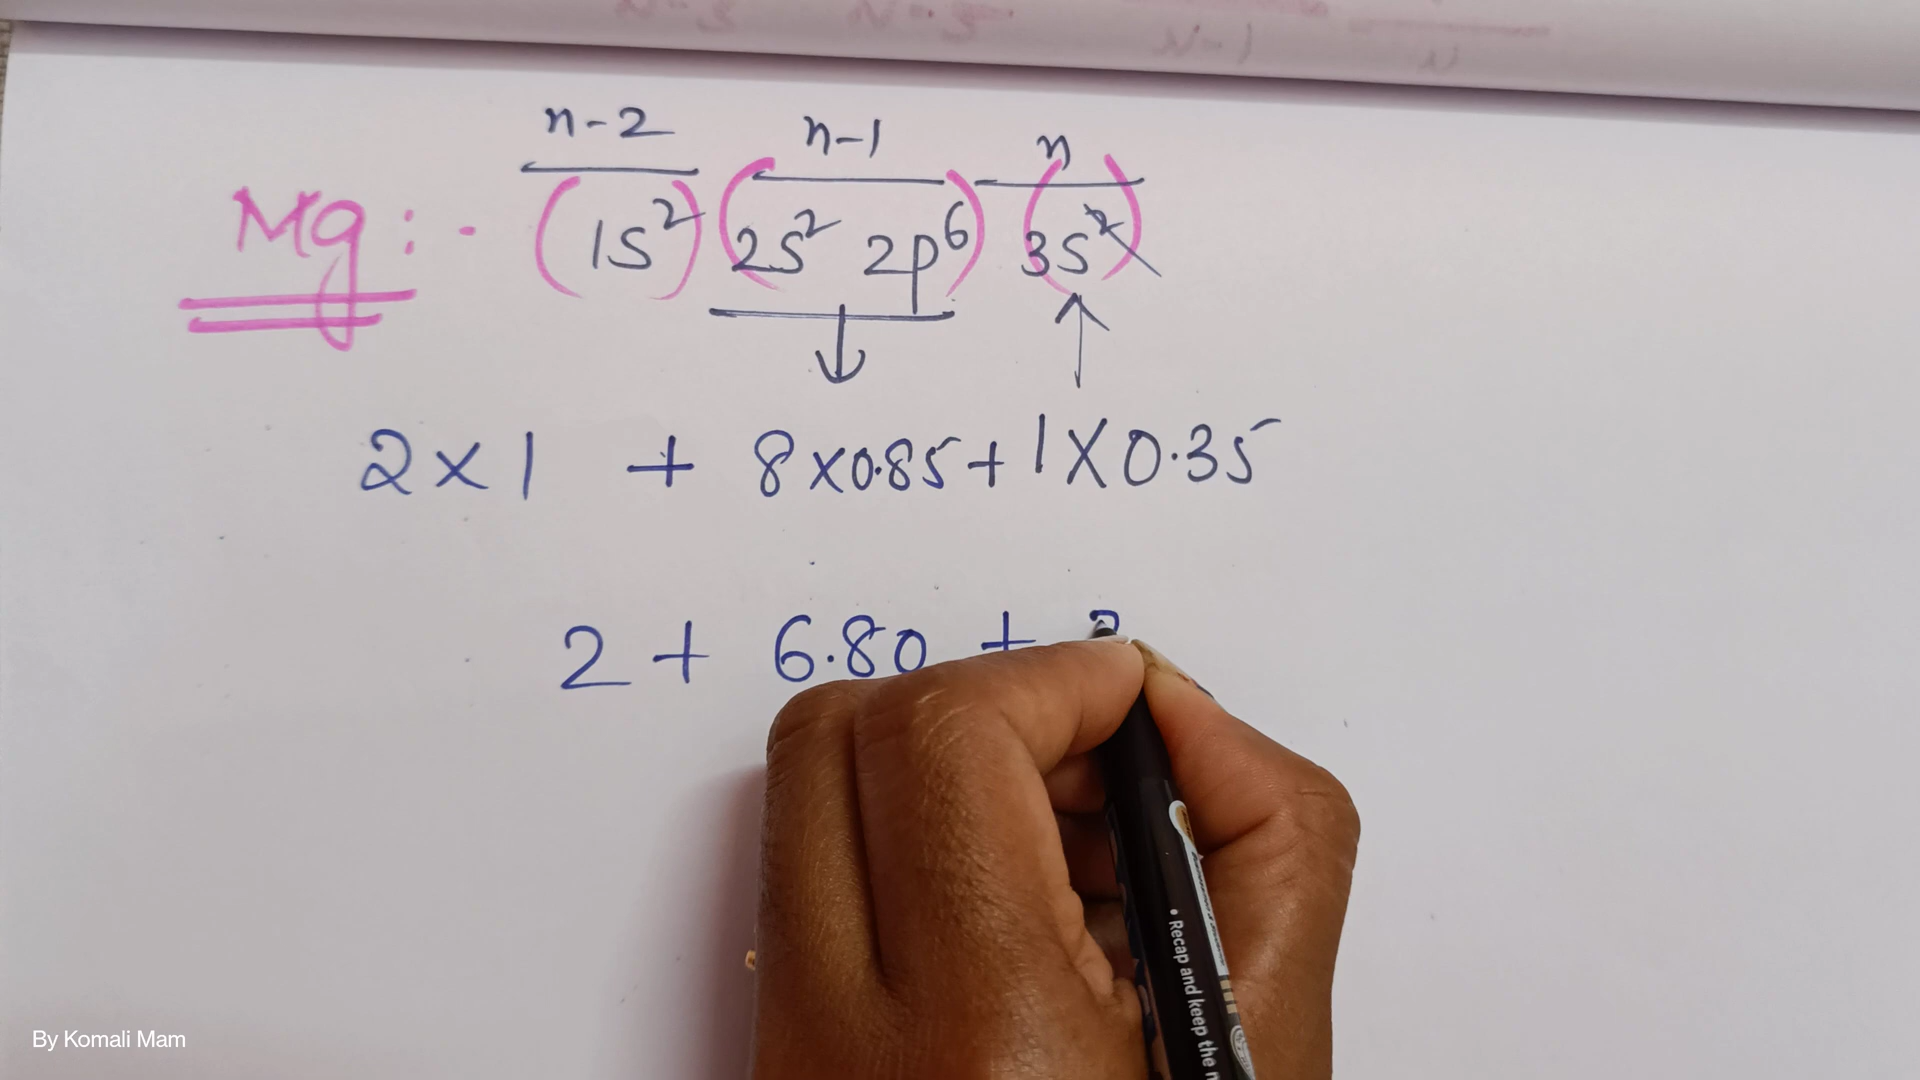 n-2 n-1 n
Mg :- (1s² ) (2s² 2p⁶) (3s²)
2 × 1 + 8 × 0.85 + 1 × 0.35
2 + 6.80 +
• Recap and keep the
By Komali Mam